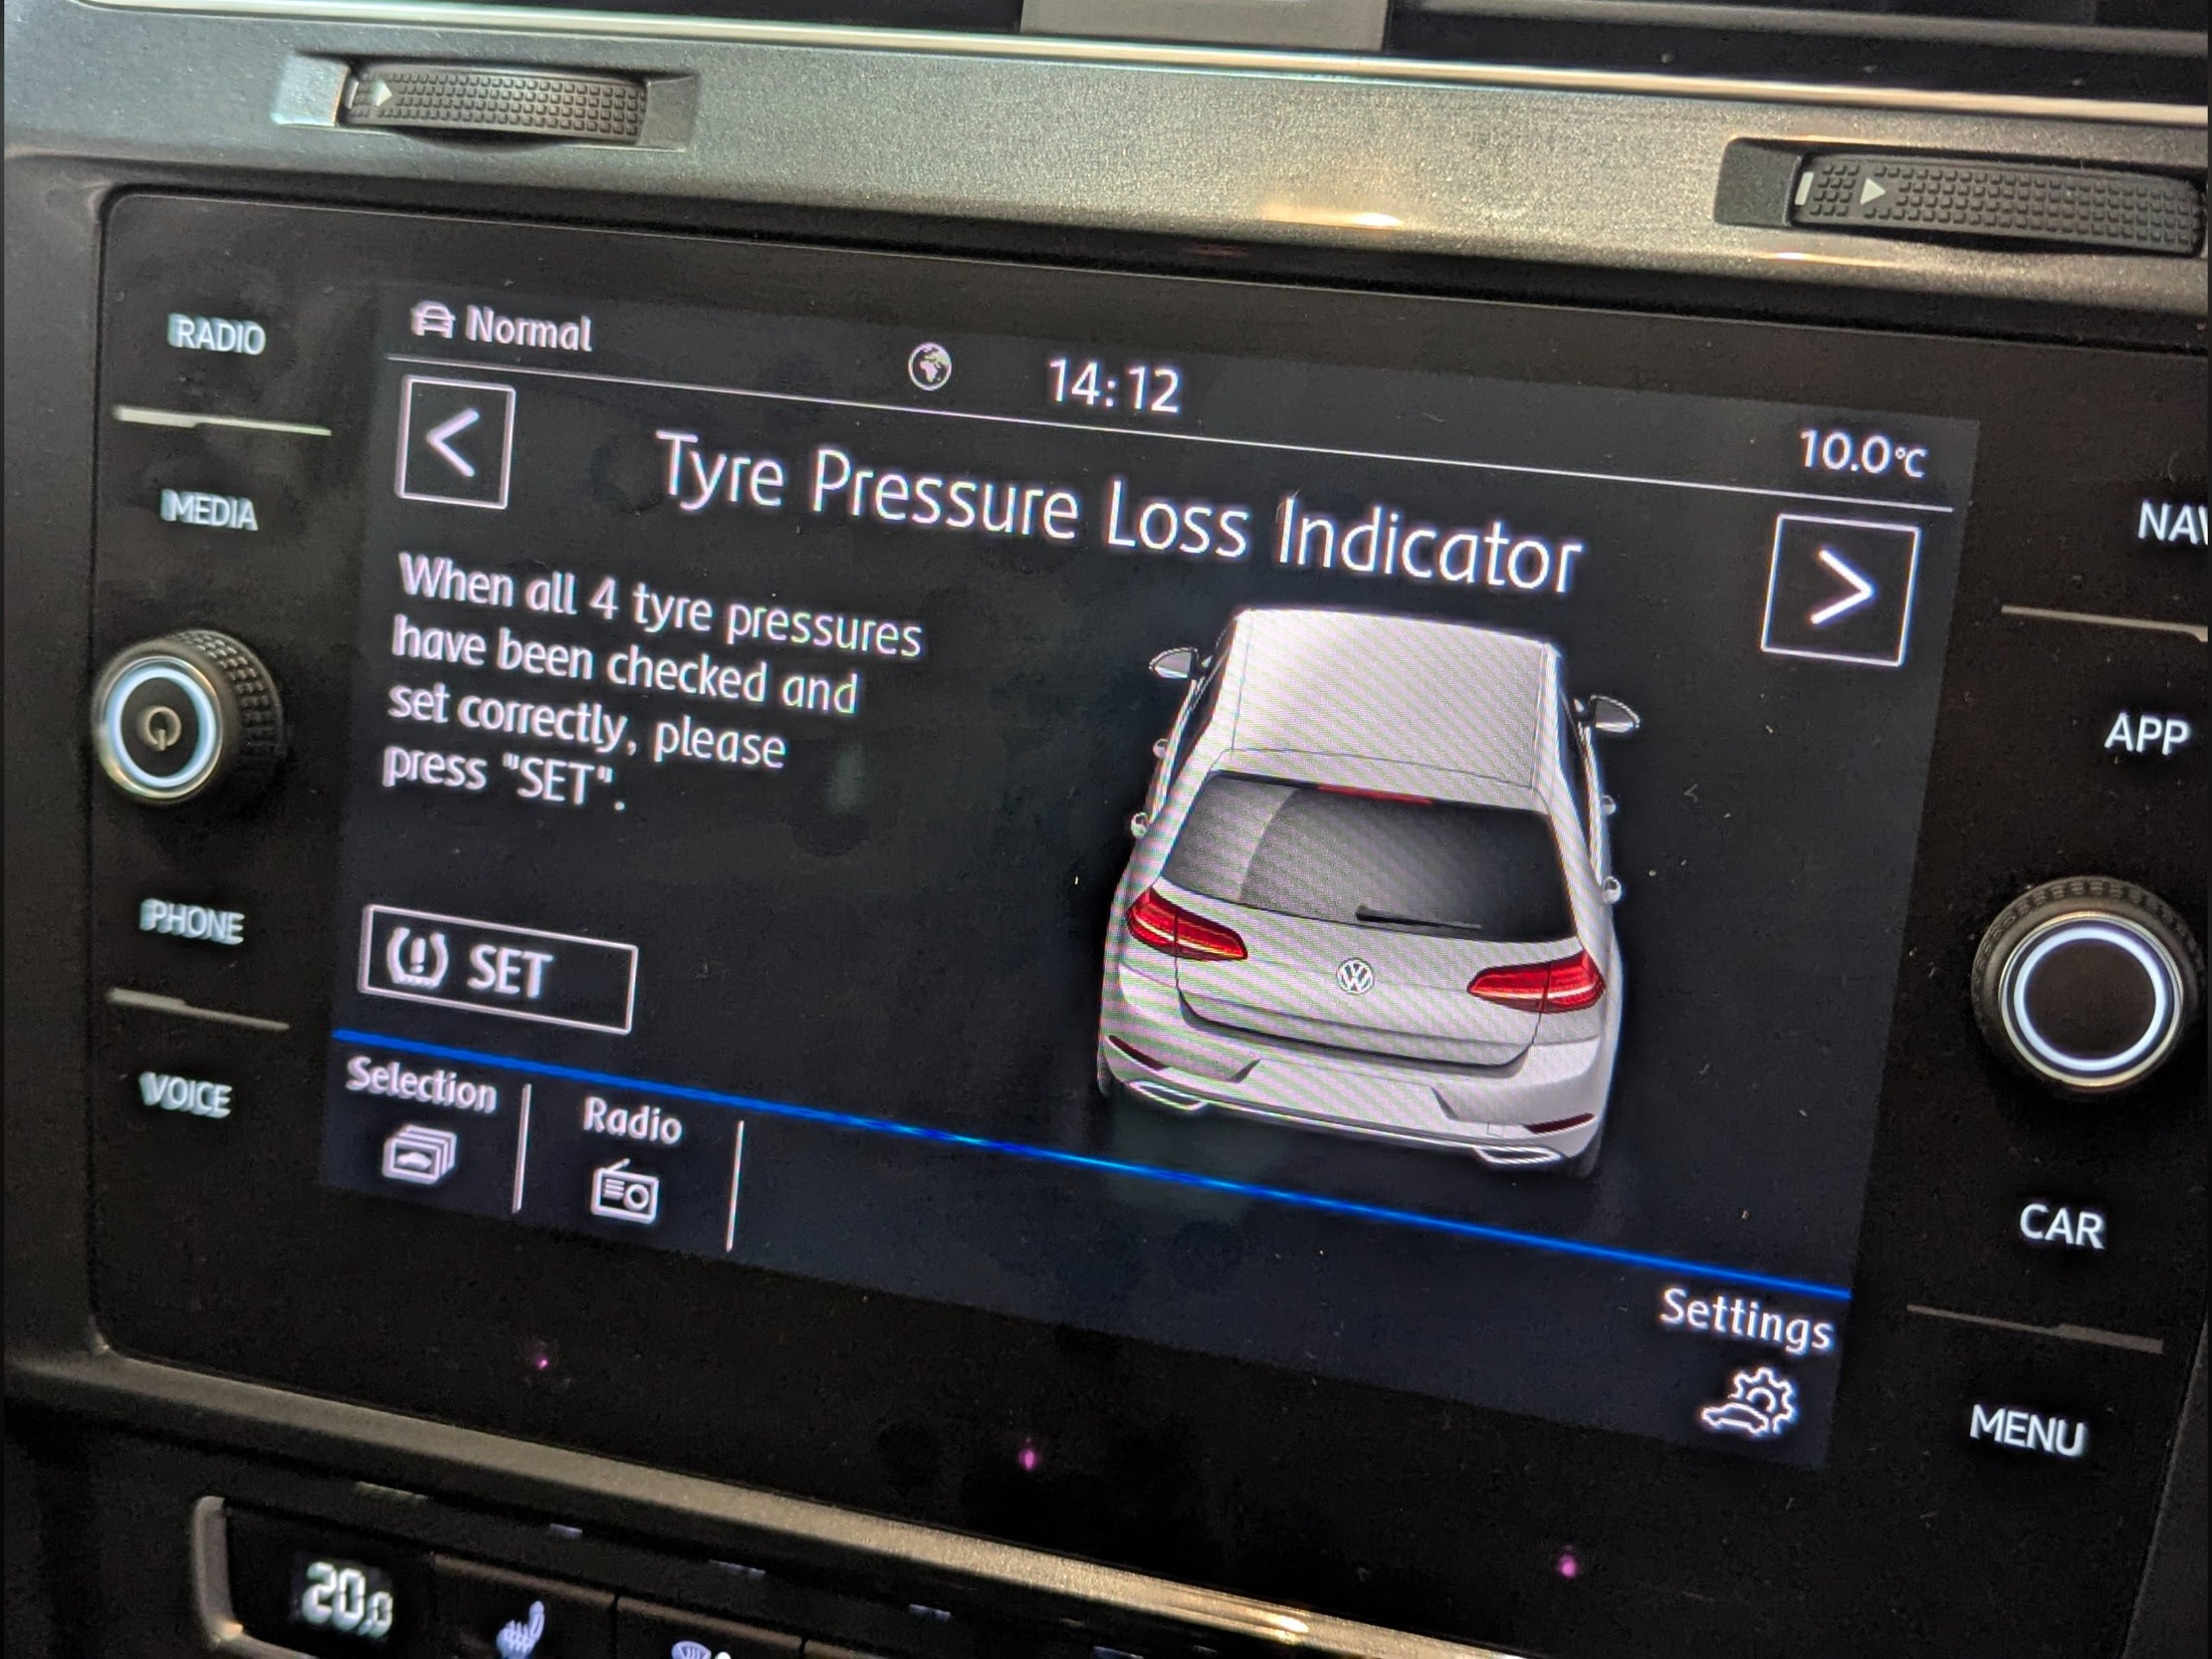 RADIO
MEDIA
PHONE
VOICE
Normal
14:12
10.0°C
Tyre Pressure Loss Indicator
When all 4 tyre pressures
have been checked and
set correctly, please
press "SET".
SET
Selection
Radio
Settings
NAV
APP
CAR
MENU
20,0